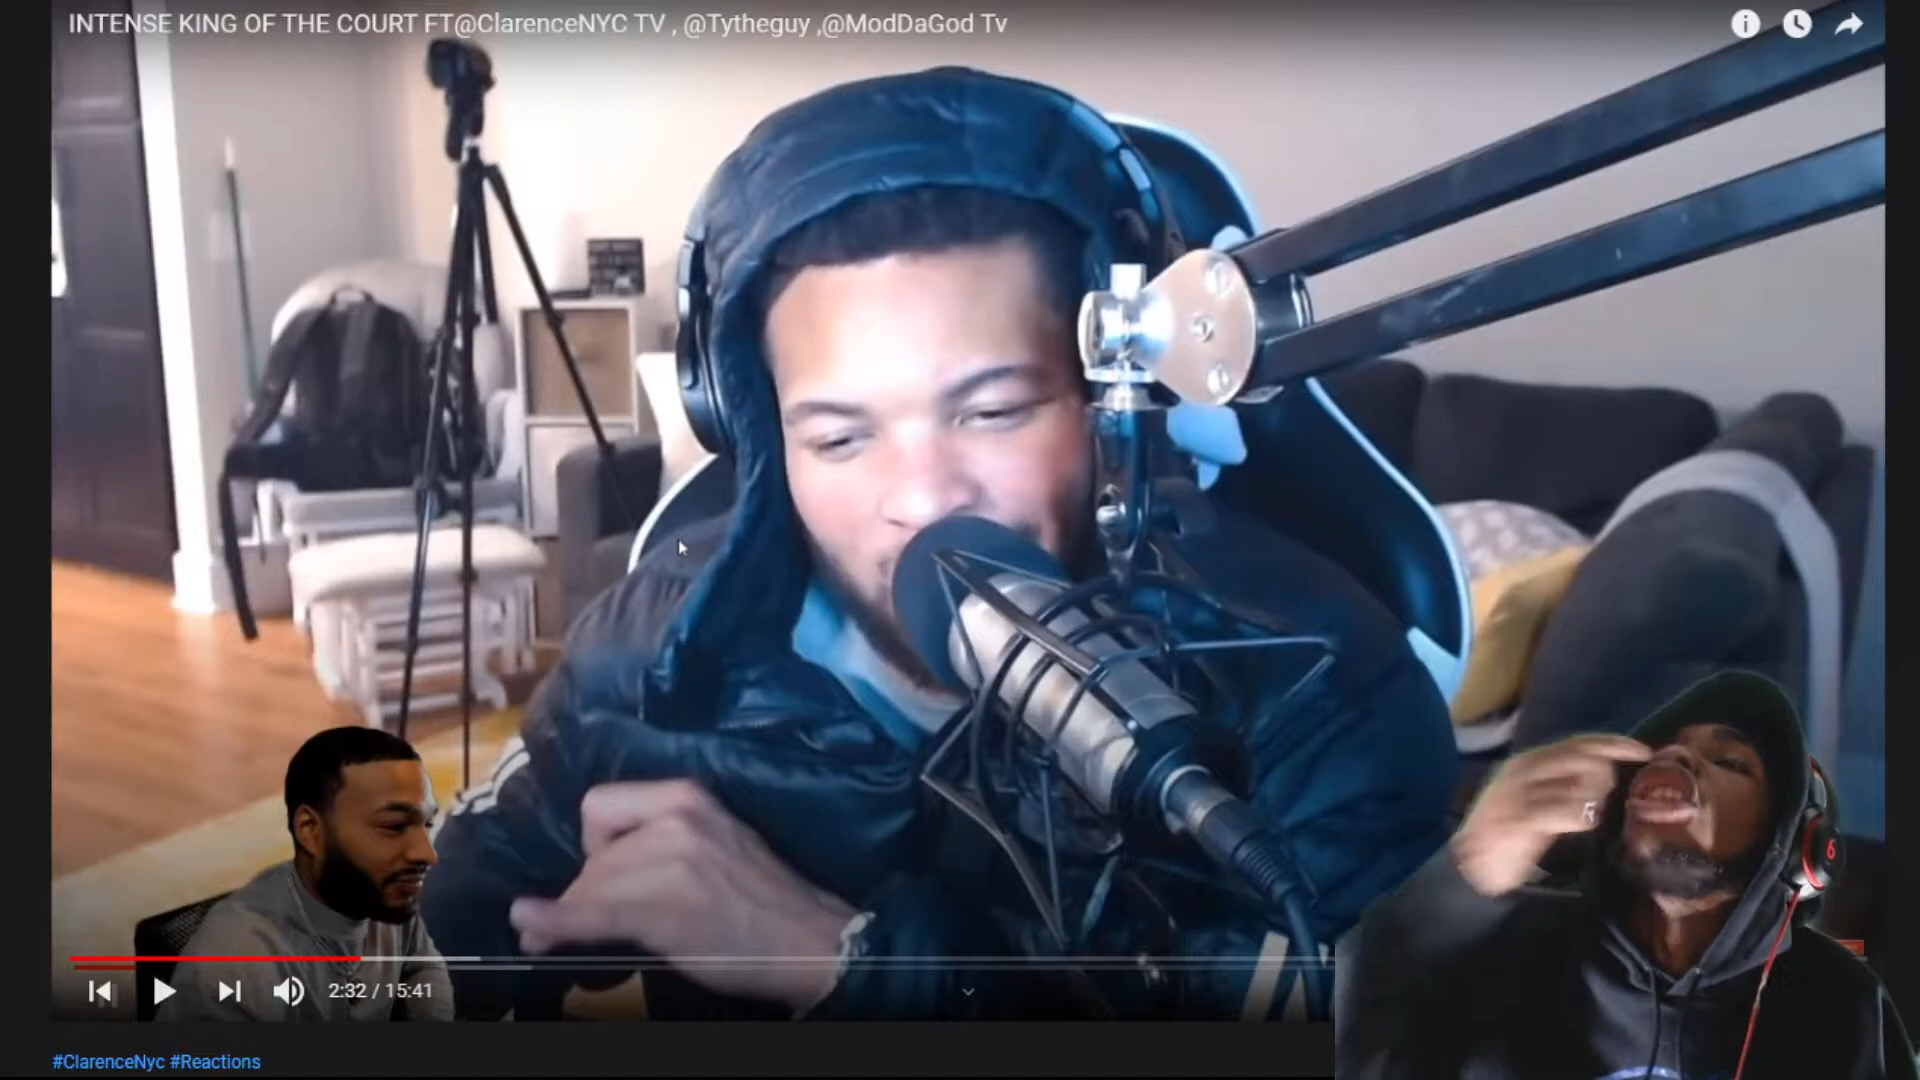 INTENSE KING OF THE COURT FT@ClarenceNYC TV , @Tytheguy ,@ModDaGod Tv
2:32 / 15:41
#ClarenceNyc #Reactions